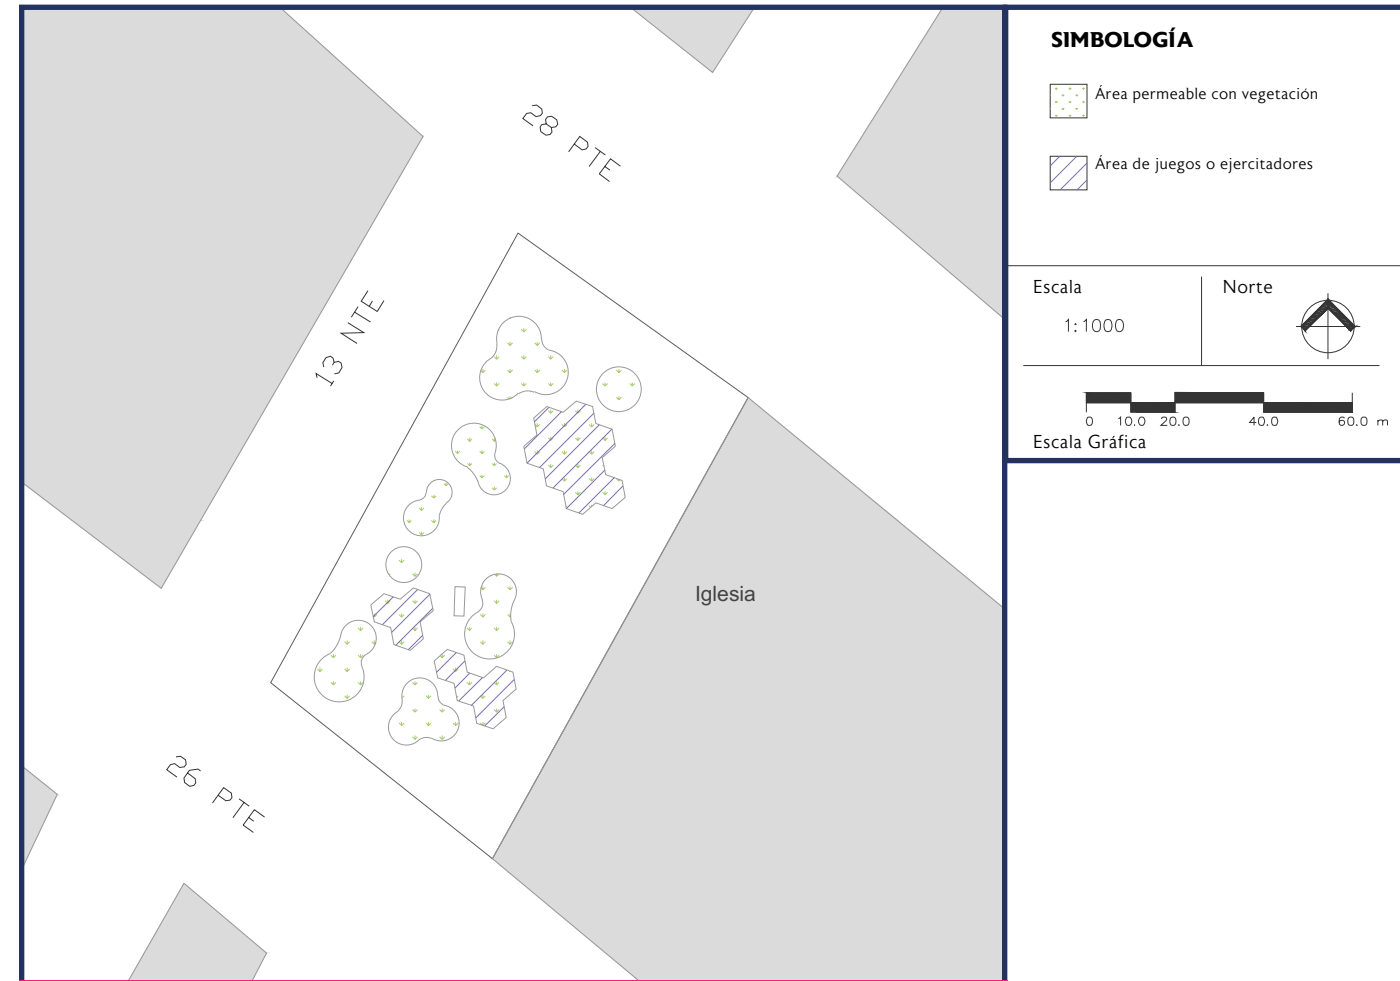 28 PTE
13 NTE
Iglesia
26 PTE
SIMBOLOGÍA
Área permeable con vegetación
Área de juegos o ejercitadores
Escala
1:1000
Norte
0 10.0 20.0 40.0 60.0 m
Escala Gráfica